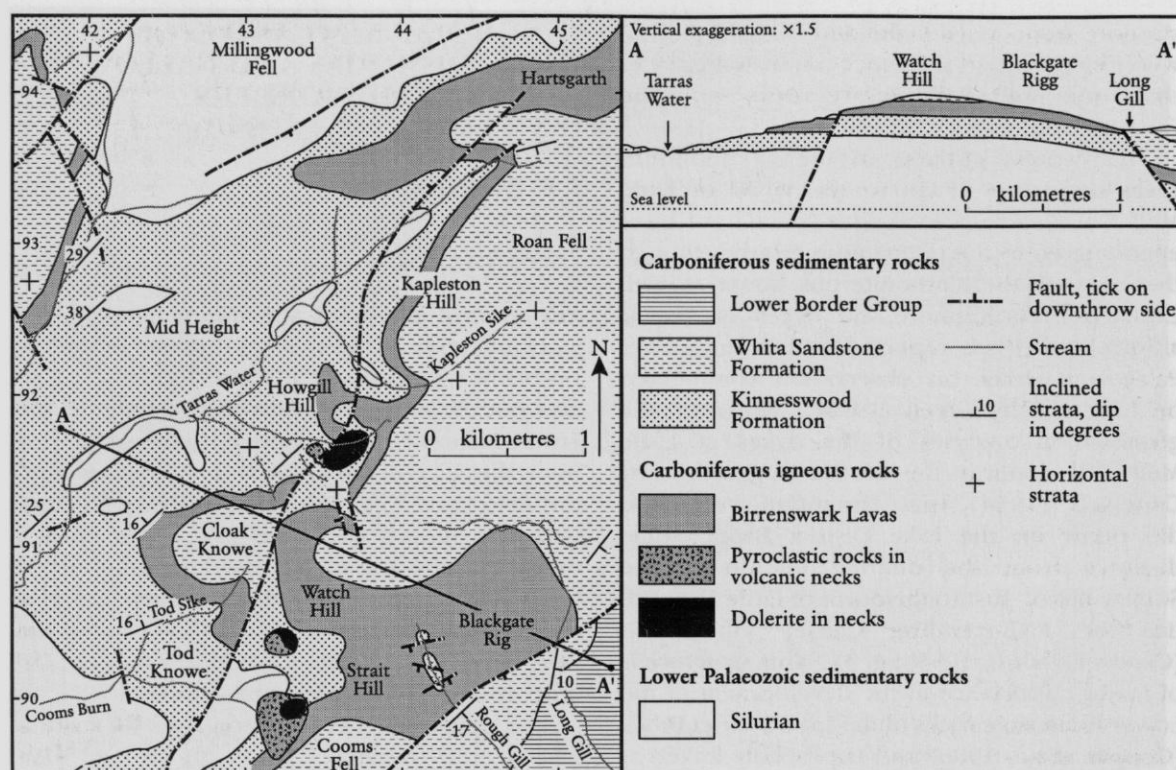 42
43
44
45
94
93
92
25
91
90
Millingwood
Fell
Hartsgarth
29
38
Roan Fell
Kapleston
Hill
Mid Height
Kapleston Sike
Tarras Water
Howgill
Hill
N
0 kilometres 1
A
25
16
Cloak
Knowe
Watch
Hill
Tod Sike
16
Tod
Knowe
Blackgate
Rig
Strait
Hill
A'
10
Cooms Burn
17
Rough Gill
Long Gill
Cooms
Fell
Vertical exaggeration: ×1.5
A
A'
Watch
Hill
Blackgate
Rigg
Long
Gill
Tarras
Water
Sea level
0 kilometres 1
Carboniferous sedimentary rocks
Lower Border Group
Whita Sandstone
Formation
Kinnesswood
Formation
Carboniferous igneous rocks
Birrenswark Lavas
Pyroclastic rocks in
volcanic necks
Dolerite in necks
Lower Palaeozoic sedimentary rocks
Silurian
Fault, tick on
downthrow side
Stream
10
Inclined
strata, dip
in degrees
Horizontal
strata